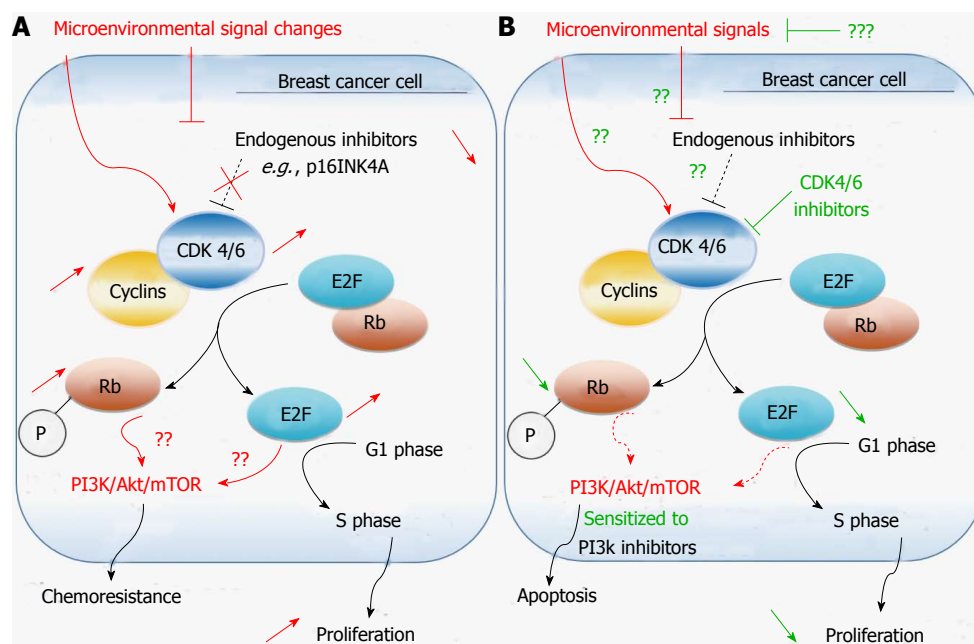 A
Microenvironmental signal changes
Breast cancer cell
Endogenous inhibitors
e.g., p16INK4A
CDK 4/6
Cyclins
E2F
Rb
Rb
P
E2F
??
??
G1 phase
PI3K/Akt/mTOR
S phase
Chemoresistance
Proliferation
B
Microenvironmental signals
???
Breast cancer cell
??
??
Endogenous inhibitors
??
CDK4/6
inhibitors
CDK 4/6
Cyclins
E2F
Rb
Rb
P
E2F
G1 phase
PI3K/Akt/mTOR
Sensitized to
PI3k inhibitors
S phase
Apoptosis
Proliferation